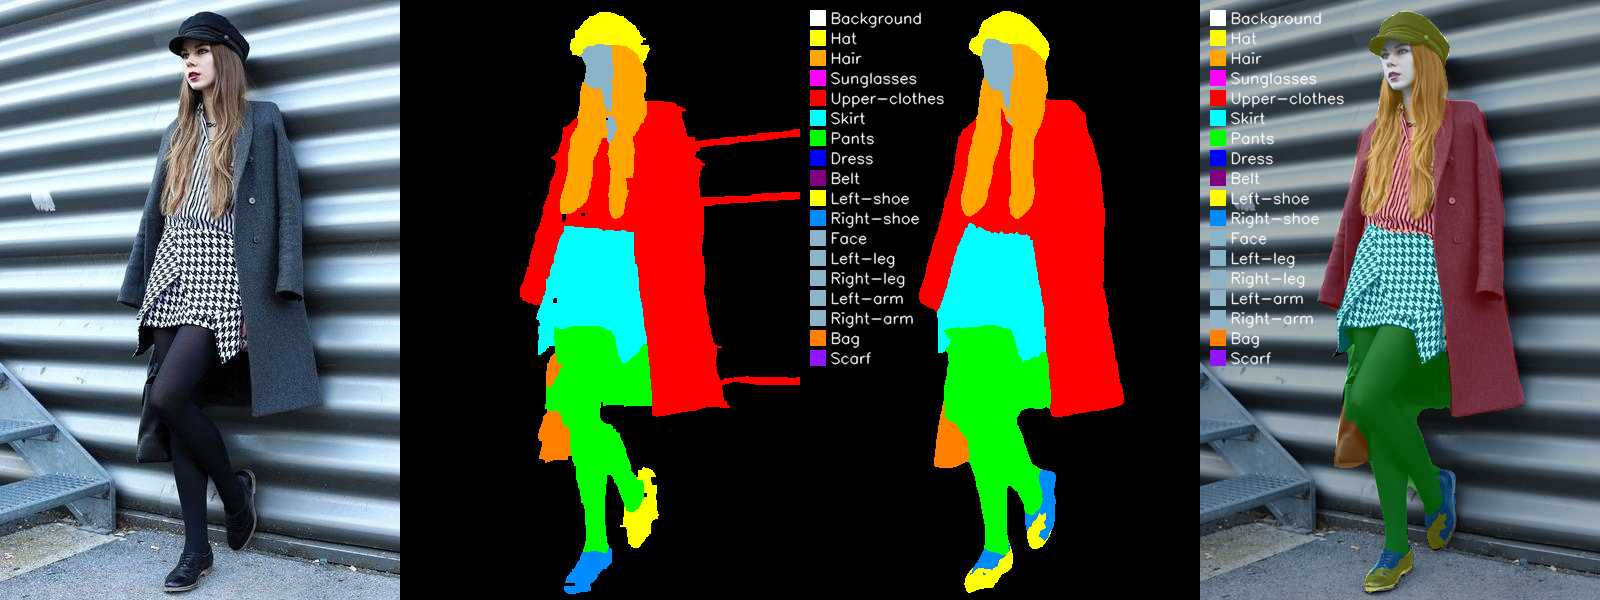 Background
Hat
Hair
Sunglasses
Upper-clothes
Skirt
Pants
Dress
Belt
Left-shoe
Right-shoe
Face
Left-leg
Right-leg
Left-arm
Right-arm
Bag
Scarf
Background
Hat
Hair
Sunglasses
Upper-clothes
Skirt
Pants
Dress
Belt
Left-shoe
Right-shoe
Face
Left-leg
Right-leg
Left-arm
Right-arm
Bag
Scarf